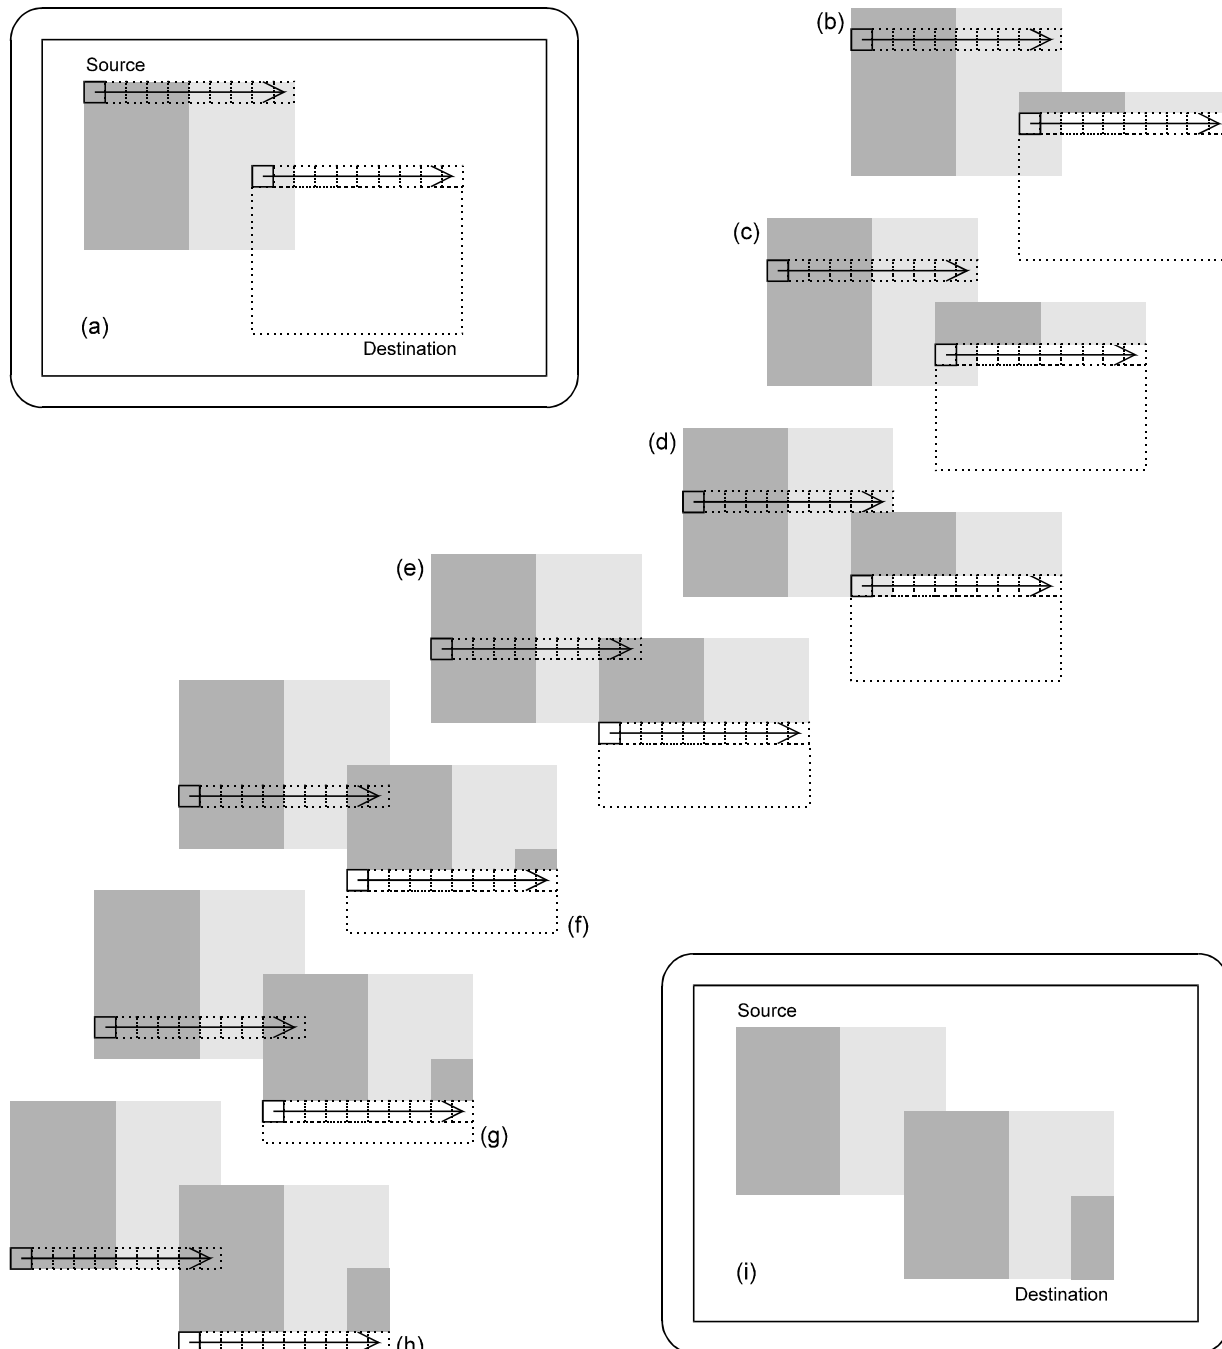 Source
(a)
Destination
(b)
(c)
(d)
(e)
(f)
(g)
(h)
Source
(i)
Destination